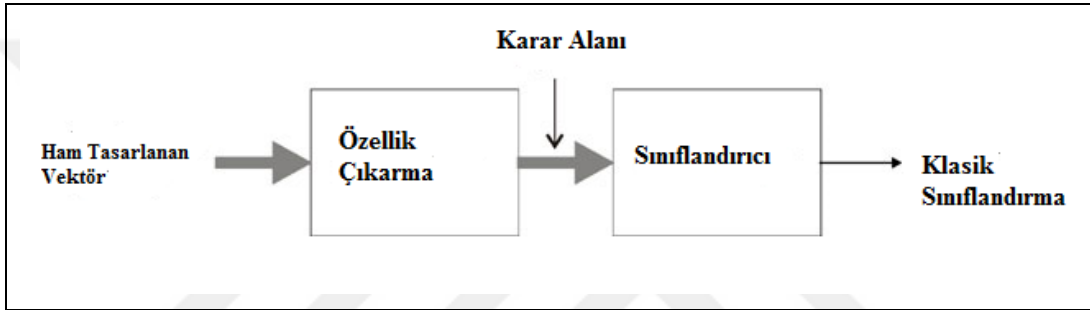 Karar Alanı
Ham Tasarlanan
Vektör
Özellik
Çıkarma
Sınıflandırıcı
Klasik
Sınıflandırma